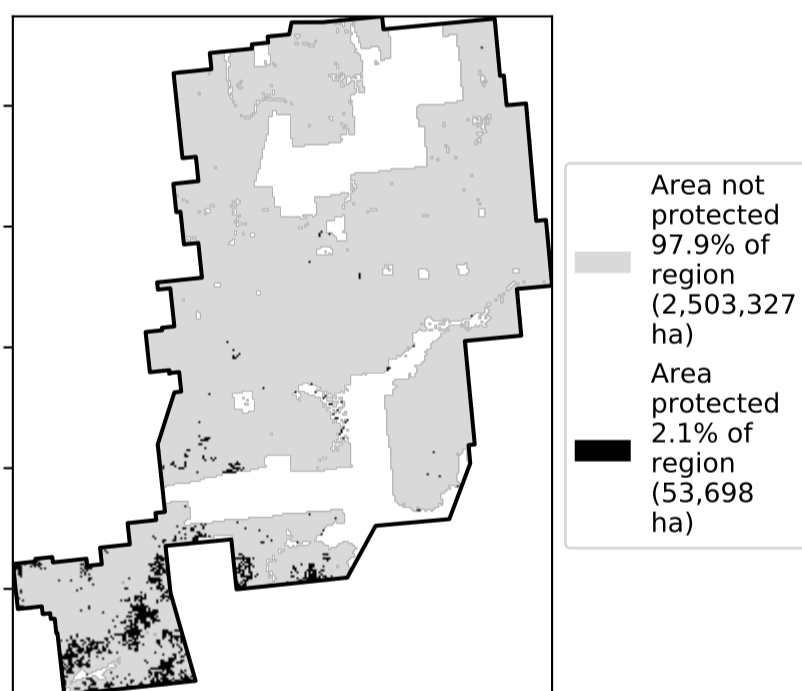 Area not
protected
97.9% of
region
(2,503,327
ha)
Area
protected
2.1% of
region
(53,698
ha)